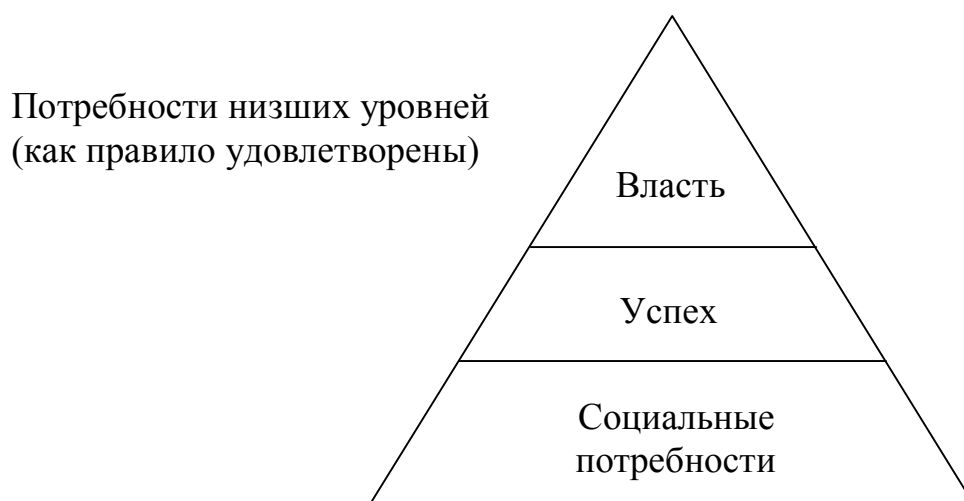 Потребности низших уровней
(как правило удовлетворены)
Власть
Успех
Социальные
потребности